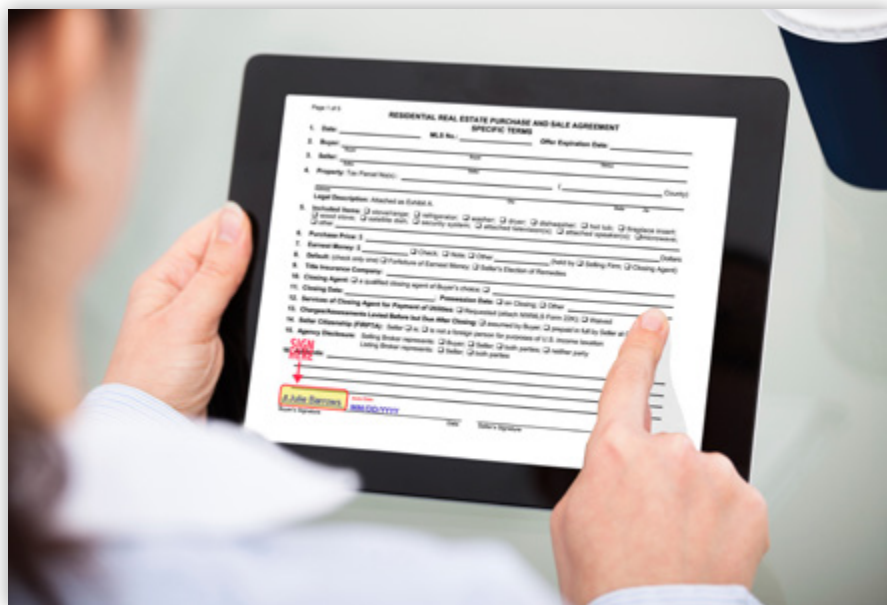 Page 1 of 5
RESIDENTIAL REAL ESTATE PURCHASE AND SALE AGREEMENT
SPECIFIC TERMS
1. Date: MLS No.: Offer Expiration Date:
2. Buyer:
3. Seller:
4. Property: Tax Parcel No(s): ( County)
Legal Description: Attached as Exhibit A.
5. Included Items: ❑ stove/range; ❑ refrigerator; ❑ washer; ❑ dryer; ❑ dishwasher; ❑ hot tub; ❑ fireplace insert;
❑ wood stove; ❑ satellite dish; ❑ security system; ❑ attached television(s); ❑ attached speaker(s); ❑ microwave;
❑ other
6. Purchase Price: $ Dollars
7. Earnest Money: $ ❑ Check; ❑ Note; ❑ Other (held by ❑ Selling Firm; ❑ Closing Agent)
8. Default: (check only one) ❑ Forfeiture of Earnest Money; ❑ Seller's Election of Remedies
9. Title Insurance Company:
10. Closing Agent: ❑ a qualified closing agent of Buyer's choice; ❑
11. Closing Date: Possession Date: ❑ on Closing; ❑ Other
12. Services of Closing Agent for Payment of Utilities: ❑ Requested (attach NWMLS Form 22K); ❑ Waived
13. Charges/Assessments Levied Before but Due After Closing: ❑ assumed by Buyer; ❑ prepaid in full by Seller at
14. Seller Citizenship (FIRPTA): Seller ❑ is; ❑ is not a foreign person for purposes of U.S. income taxation
15. Agency Disclosure: Selling Broker represents: ❑ Buyer; ❑ Seller; ❑ both parties; ❑ neither party
Listing Broker represents: ❑ Seller; ❑ both parties
SIGN
HERE
16.
Julie Barrows
MM/DD/YYYY
Buyer's Signature Date Seller's Signature